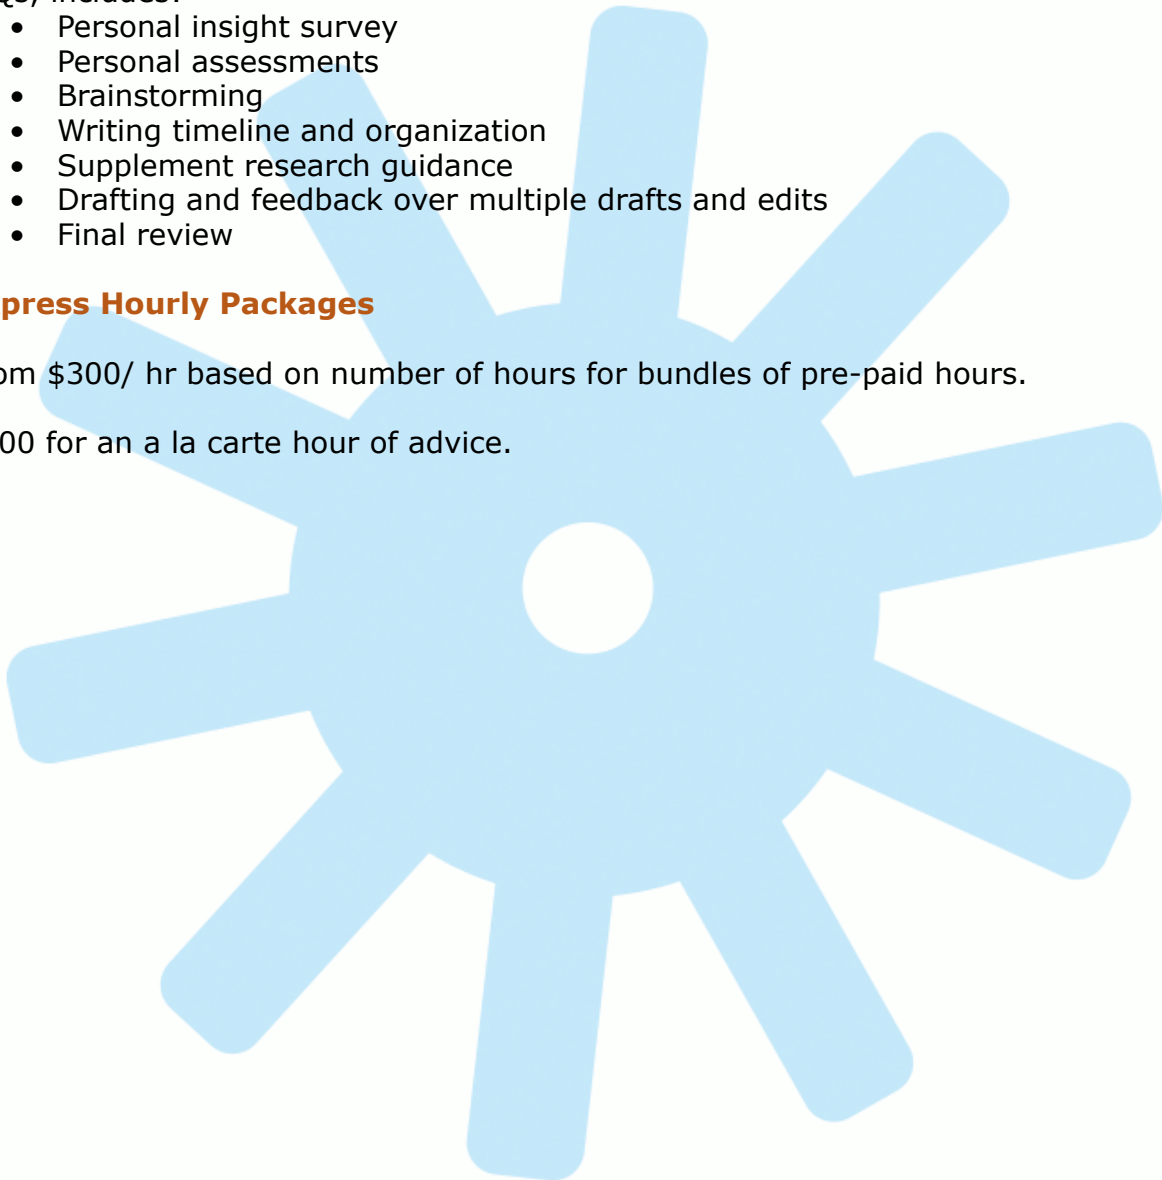 includes:
• Personal insight survey
• Personal assessments
• Brainstorming
• Writing timeline and organization
• Supplement research guidance
• Drafting and feedback over multiple drafts and edits
• Final review
press Hourly Packages
om $300/ hr based on number of hours for bundles of pre-paid hours.
00 for an a la carte hour of advice.